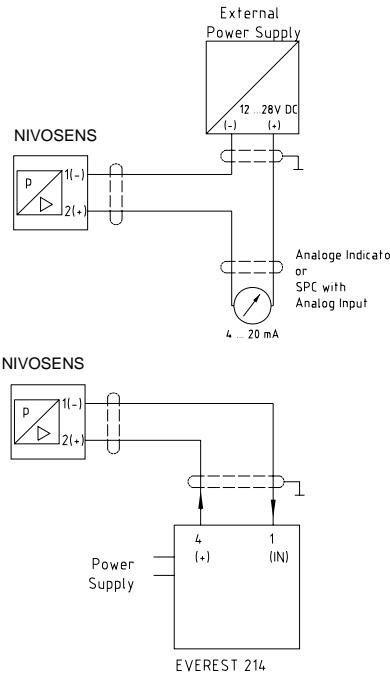 External
Power Supply
12 ...28V DC
(-) (+)
NIVOSENS
p
1(-)
2(+)
Analoge Indicato
or
SPC with
Analog Input
4 ... 20 mA
NIVOSENS
p
1(-)
2(+)
4 1
(+) (IN)
Power
Supply
EVEREST 214